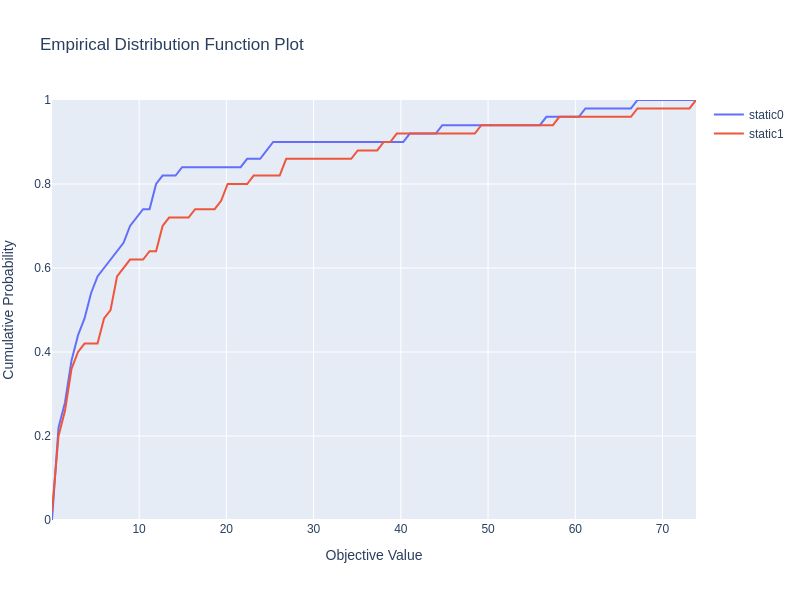 Empirical Distribution Function Plot
1
0.8
0.6
0.4
0.2
0
10 20 30 40 50 60 70
Cumulative Probability
Objective Value
static0
static1